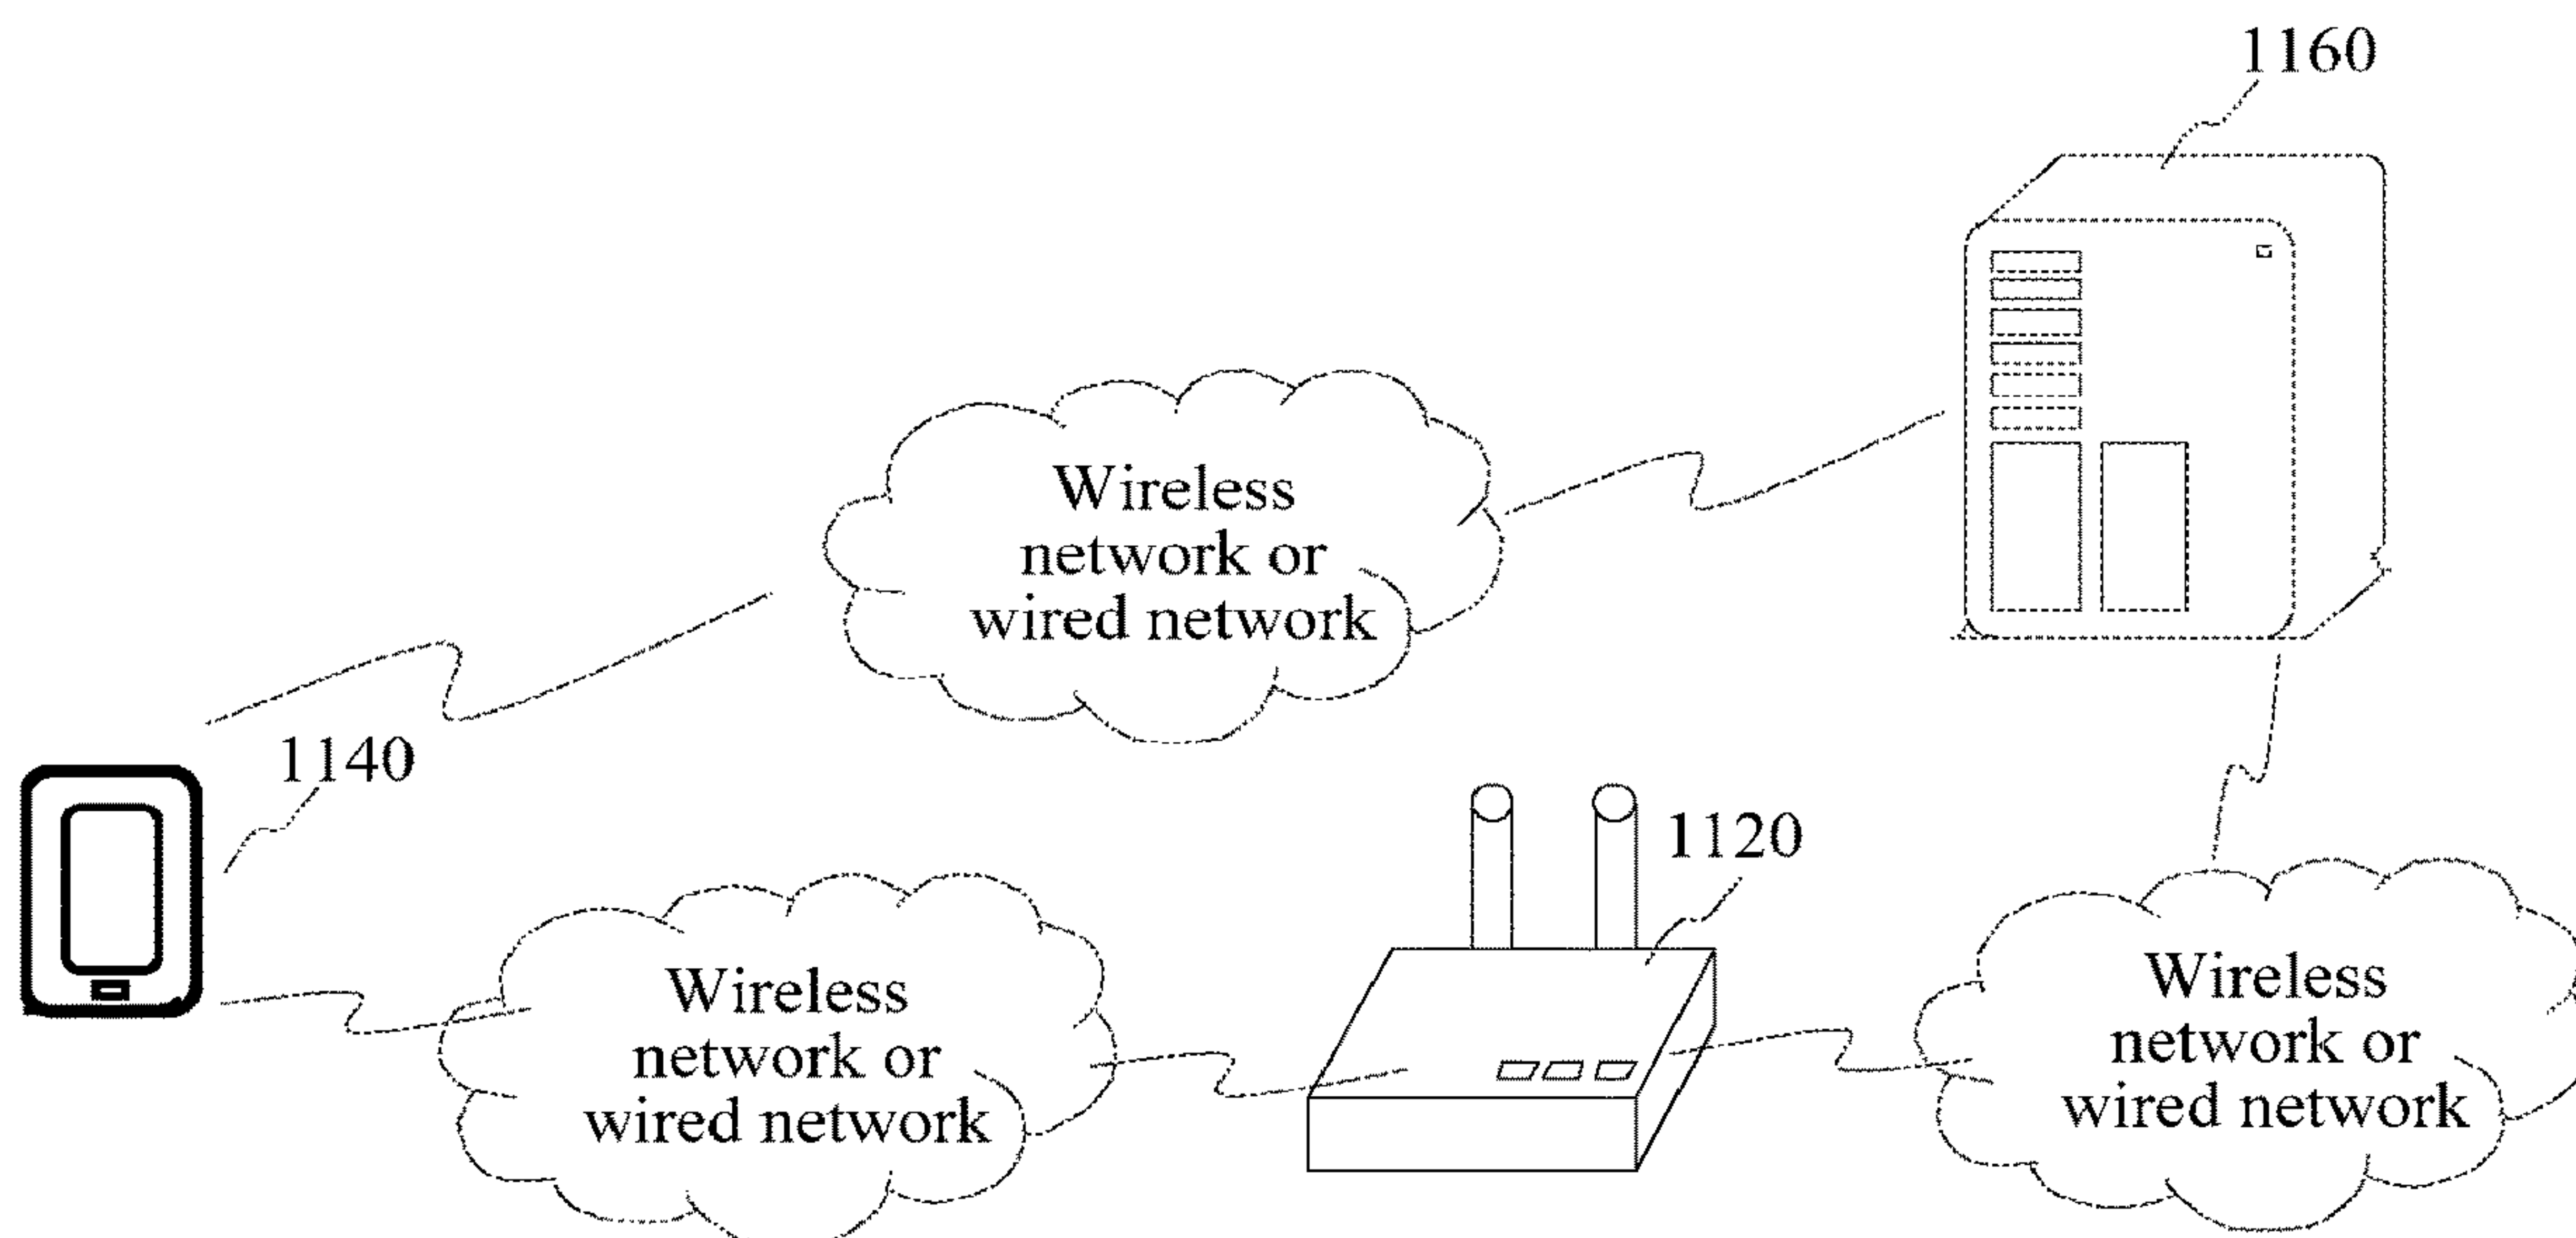 1160
Wireless
network or
wired network
1140
1120
Wireless
network or
wired network
Wireless
network or
wired network